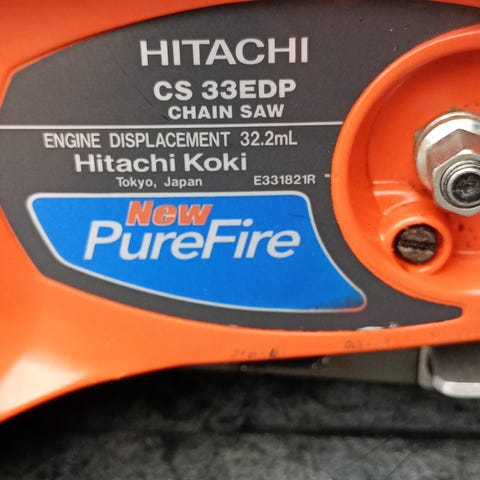 HITACHI
CS 33EDP
CHAIN SAW
ENGINE DISPLACEMENT 32.2mL
Hitachi Koki
Tokyo, Japan E331821R
New
PureFire